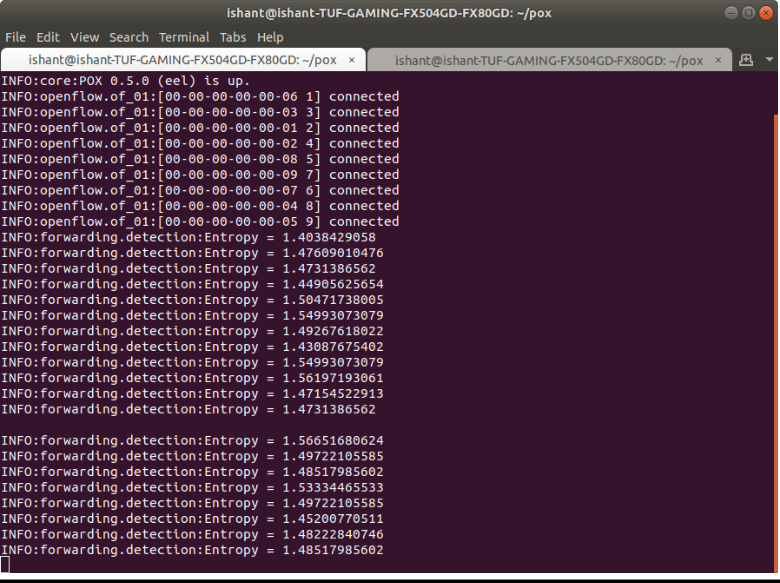 ishant@ishant-TUF-GAMING-FX504GD-FX80GD: ~/pox
File Edit View Search Terminal Tabs Help
ishant@ishant-TUF-GAMING-FX504GD-FX80GD: ~/pox × ishant@ishant-TUF-GAMING-FX504GD-FX80GD: ~/pox ×
INFO:core:POX 0.5.0 (eel) is up.
INFO:openflow.of_01:[00-00-00-00-00-06 1] connected
INFO:openflow.of_01:[00-00-00-00-00-03 3] connected
INFO:openflow.of_01:[00-00-00-00-00-01 2] connected
INFO:openflow.of_01:[00-00-00-00-00-02 4] connected
INFO:openflow.of_01:[00-00-00-00-00-08 5] connected
INFO:openflow.of_01:[00-00-00-00-00-09 7] connected
INFO:openflow.of_01:[00-00-00-00-00-07 6] connected
INFO:openflow.of_01:[00-00-00-00-00-04 8] connected
INFO:openflow.of_01:[00-00-00-00-00-05 9] connected
INFO:forwarding.detection:Entropy = 1.4038429058
INFO:forwarding.detection:Entropy = 1.47609010476
INFO:forwarding.detection:Entropy = 1.4731386562
INFO:forwarding.detection:Entropy = 1.44905625654
INFO:forwarding.detection:Entropy = 1.50471738005
INFO:forwarding.detection:Entropy = 1.54993073079
INFO:forwarding.detection:Entropy = 1.49267618022
INFO:forwarding.detection:Entropy = 1.43087675402
INFO:forwarding.detection:Entropy = 1.54993073079
INFO:forwarding.detection:Entropy = 1.56197193061
INFO:forwarding.detection:Entropy = 1.47154522913
INFO:forwarding.detection:Entropy = 1.4731386562
INFO:forwarding.detection:Entropy = 1.56651680624
INFO:forwarding.detection:Entropy = 1.49722105585
INFO:forwarding.detection:Entropy = 1.48517985602
INFO:forwarding.detection:Entropy = 1.53334465533
INFO:forwarding.detection:Entropy = 1.49722105585
INFO:forwarding.detection:Entropy = 1.45200770511
INFO:forwarding.detection:Entropy = 1.48222840746
INFO:forwarding.detection:Entropy = 1.48517985602